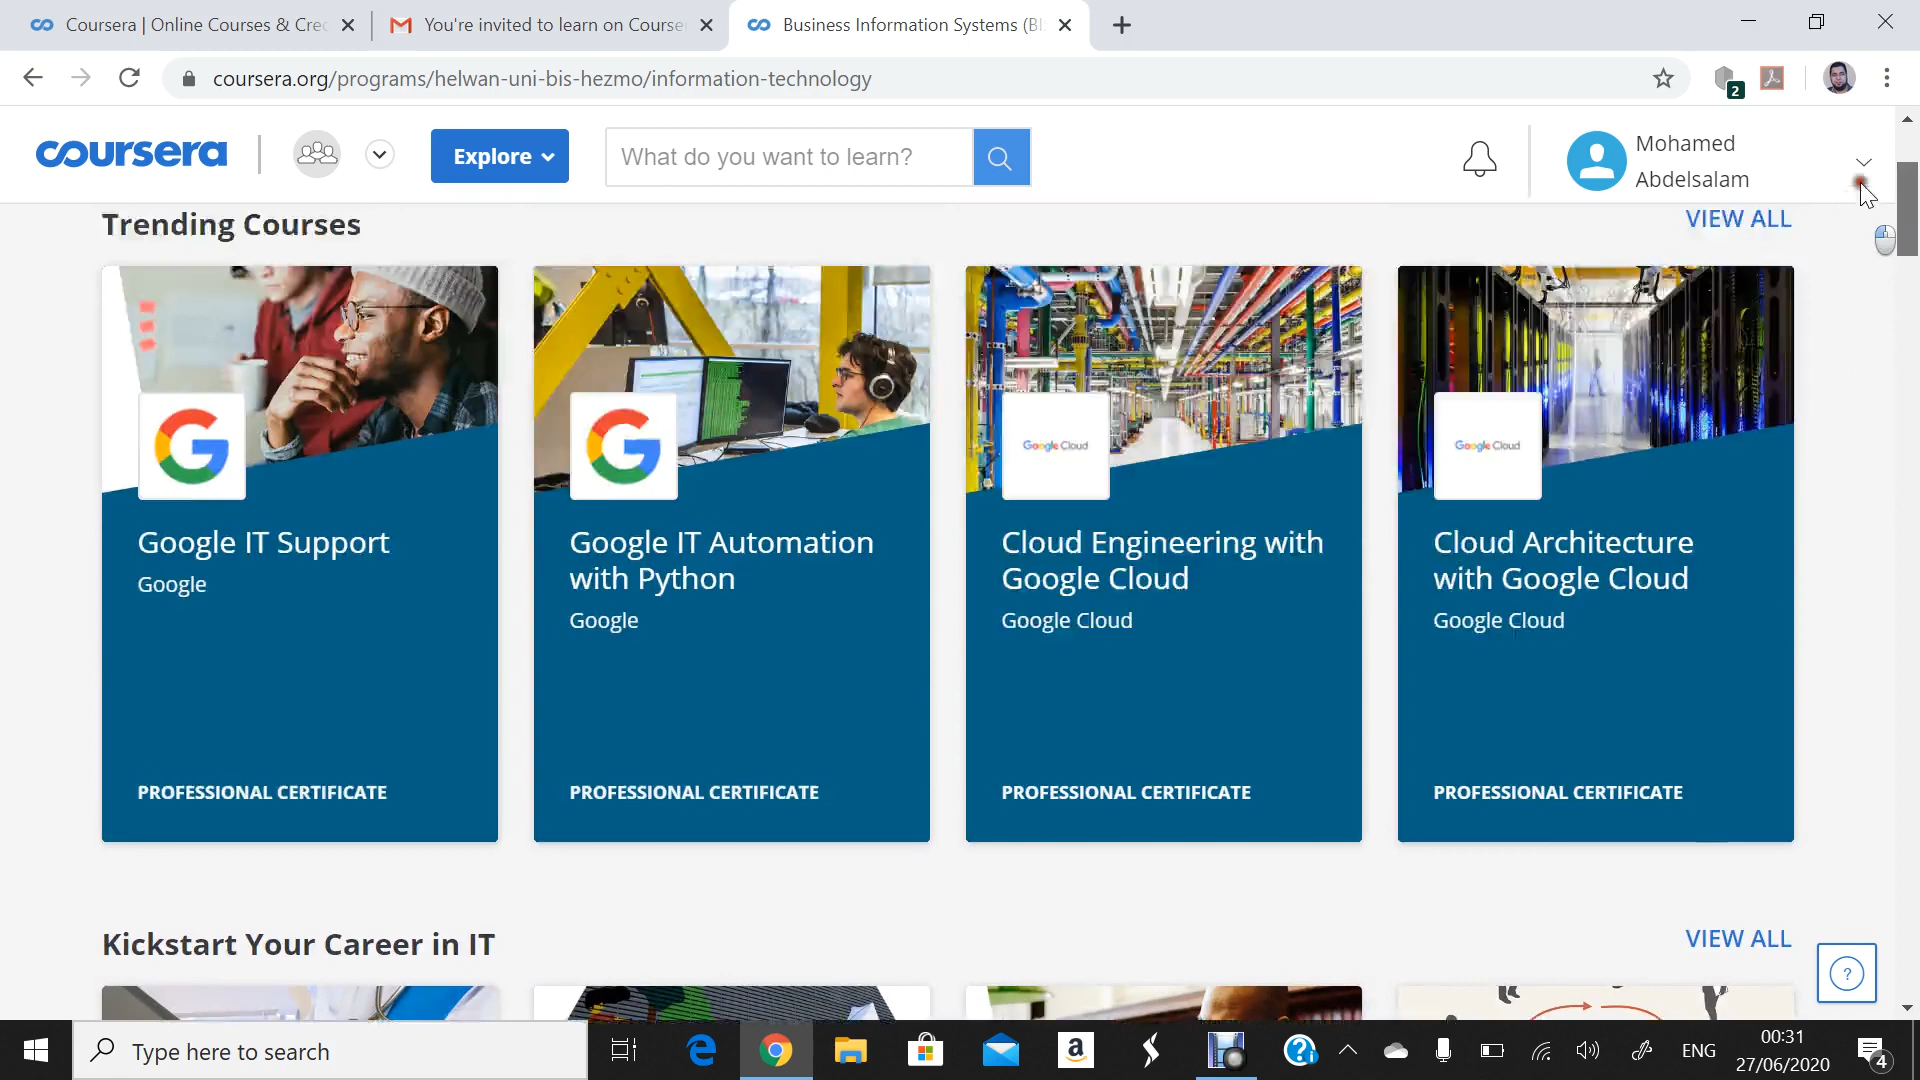 Coursera | Online Courses & Cre
You're invited to learn on Course
Business Information Systems (BI
coursera.org/programs/helwan-uni-bis-hezmo/information-technology
2
coursera
Explore
What do you want to learn?
Mohamed
Abdelsalam
Trending Courses
VIEW ALL
Google Cloud
Google Cloud
Google IT Support
Google
PROFESSIONAL CERTIFICATE
Google IT Automation
with Python
Google
PROFESSIONAL CERTIFICATE
Cloud Engineering with
Google Cloud
Google Cloud
PROFESSIONAL CERTIFICATE
Cloud Architecture
with Google Cloud
Google Cloud
PROFESSIONAL CERTIFICATE
Kickstart Your Career in IT
VIEW ALL
?
Type here to search
ENG
00:31
27/06/2020
4